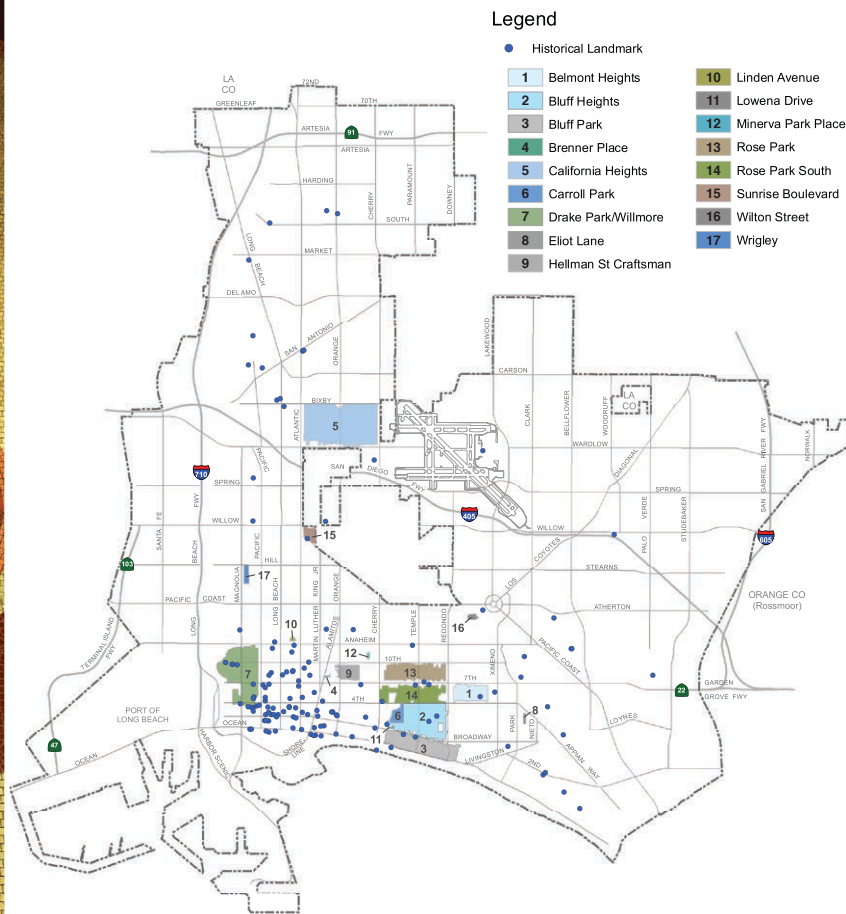 Legend
Historical Landmark
1 Belmont Heights
2 Bluff Heights
3 Bluff Park
4 Brenner Place
5 California Heights
6 Carroll Park
7 Drake Park/Willmore
8 Eliot Lane
9 Hellman St Craftsman
10 Linden Avenue
11 Lowena Drive
12 Minerva Park Place
13 Rose Park
14 Rose Park South
15 Sunrise Boulevard
16 Wilton Street
17 Wrigley
LA
CO
72ND
GREENLEAF
70TH
ARTESIA
91
FWY
ARTESIA
HARDING
CHERRY
PARAMOUNT
DOWNEY
SOUTH
LONG
BEACH
MARKET
DEL AMO
SAN ANTONIO
ORANGE
LAKEWOOD
CARSON
BIXBY
ATLANTIC
5
CLARK
BELLFLOWER
WOODRUFF
LA
CO
WARDLOW
DIAGONAL
SAN GABRIEL RIVER FWY
NORWALK
PACIFIC
SAN DIEGO FWY
710
SPRING
SPRING
SANTA FE
FWY
405
VERDE
STUDEBAKER
WILLOW
WILLOW
605
15
PALO
COYOTES
LOS
HILL
STEARNS
103
17
MAGNOLIA
PACIFIC
LONG BEACH
MARTIN LUTHER KING JR
ORANGE
BEACH
LONG
PACIFIC COAST
ATHERTON
ORANGE CO
(Rossmoor)
TERMINAL ISLAND
FWY
10
ALAMITOS
CHERRY
TEMPLE
REDONDO
16
ANAHEIM
12
10TH
XIMENO
PACIFIC COAST
7
9
13
4
7TH
1
GARDEN
GROVE FWY
22
4TH
14
6
2
8
PARK
NIETO
LOYNES
PORT OF
LONG BEACH
OCEAN
11
BROADWAY
3
LIVINGSTON
2ND
APPIAN WAY
47
OCEAN
HARBOR SCENIC
SHORE
LINE